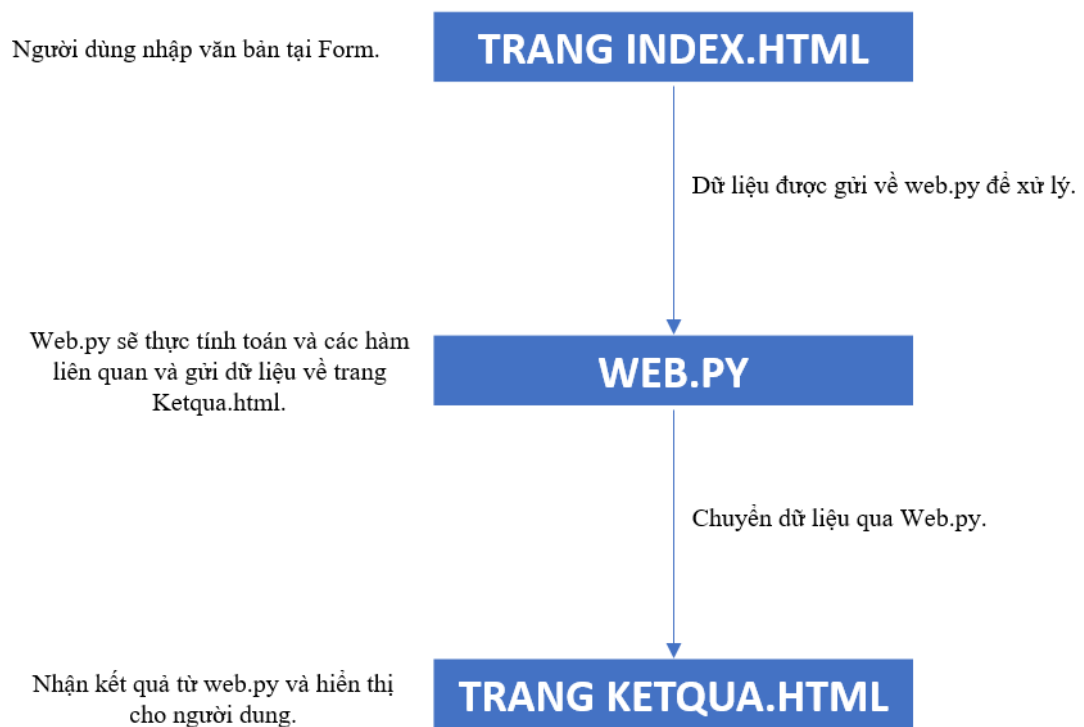 Người dùng nhập văn bản tại Form.
TRANG INDEX.HTML
Dữ liệu được gửi về web.py để xử lý.
Web.py sẽ thực tính toán và các hàm
liên quan và gửi dữ liệu về trang
Ketqua.html.
WEB.PY
Chuyển dữ liệu qua Web.py.
Nhận kết quả từ web.py và hiển thị
cho người dung.
TRANG KETQUA.HTML